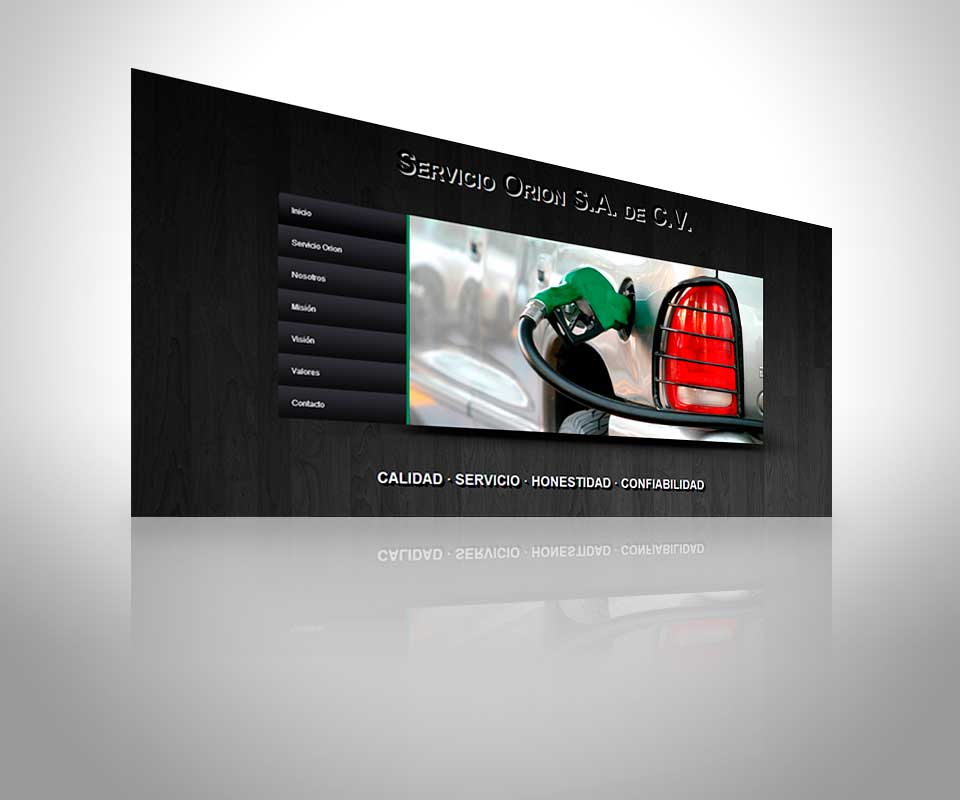 Servicio Orion S.A. de C.V.
Inicio
Servicio Orion
Nosotros
Misión
Visión
Valores
Contacto
CALIDAD · SERVICIO · HONESTIDAD · CONFIABILIDAD
CALIDAD · SERVICIO · HONESTIDAD · CONFIABILIDAD